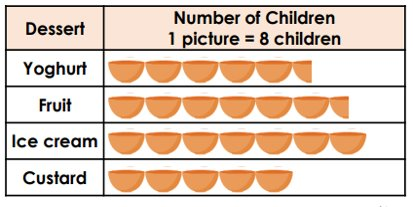 Dessert
Number of Children
1 picture = 8 children
Yoghurt
Fruit
Ice cream
Custard